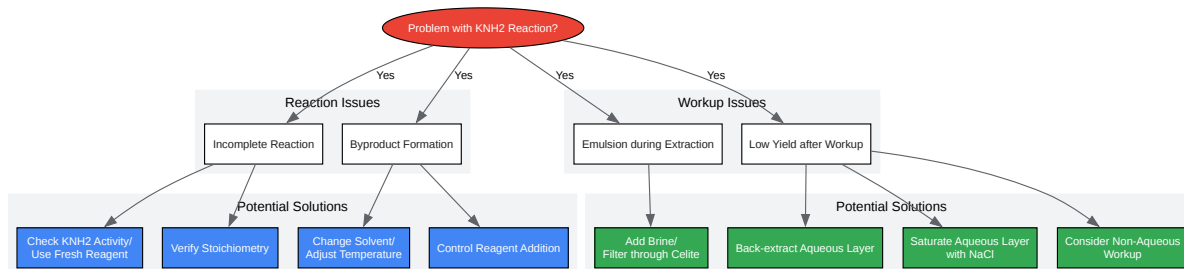 Problem with KNH2 Reaction?
Yes
Yes
Yes
Yes
Reaction Issues
Workup Issues
Incomplete Reaction
Byproduct Formation
Emulsion during Extraction
Low Yield after Workup
Potential Solutions
Potential Solutions
Check KNH2 Activity/
Use Fresh Reagent
Verify Stoichiometry
Change Solvent/
Adjust Temperature
Control Reagent Addition
Add Brine/
Filter through Celite
Back-extract Aqueous Layer
Saturate Aqueous Layer
with NaCl
Consider Non-Aqueous
Workup